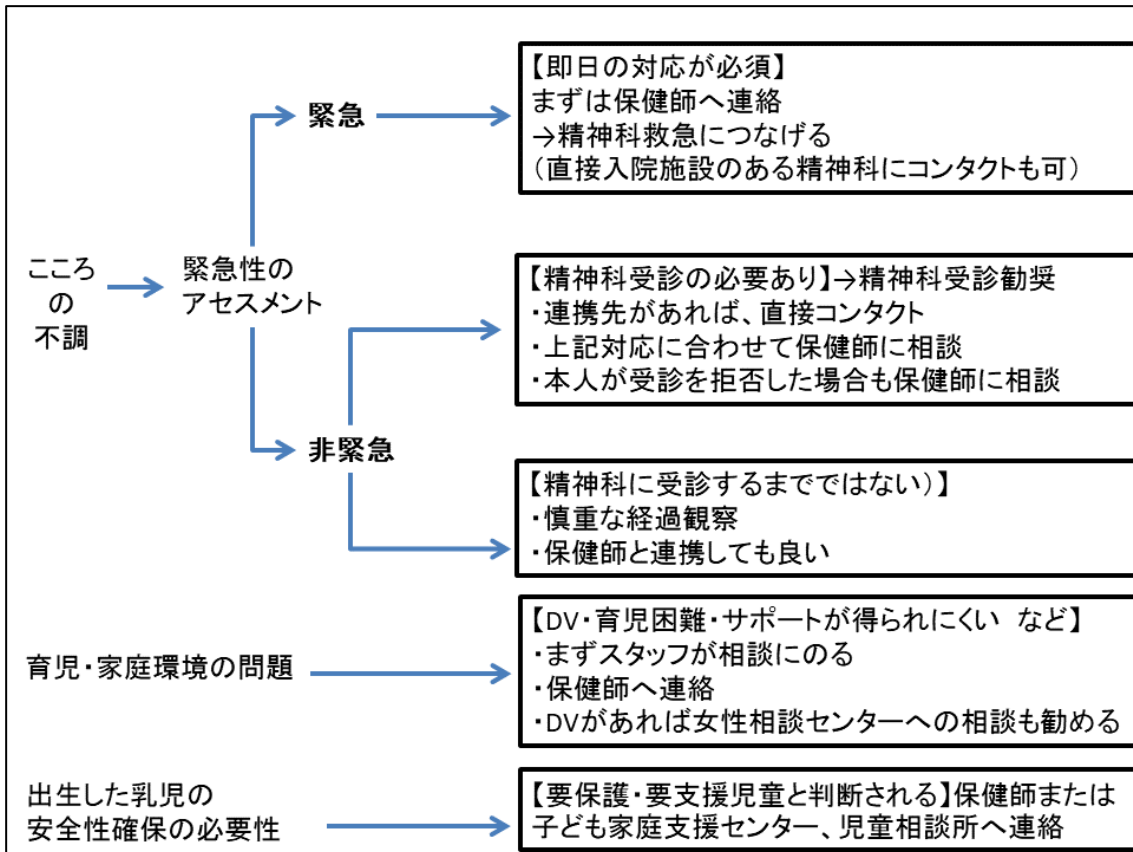 こころ
の
不調
緊急性の
アセスメント
緊急
【即日の対応が必須】
まずは保健師へ連絡
→精神科救急につなげる
（直接入院施設のある精神科にコンタクトも可）
非緊急
【精神科受診の必要あり】→精神科受診勧奨
・連携先があれば、直接コンタクト
・上記対応に合わせて保健師に相談
・本人が受診を拒否した場合も保健師に相談
【精神科に受診するまでではない）】
・慎重な経過観察
・保健師と連携しても良い
育児・家庭環境の問題
【DV・育児困難・サポートが得られにくい など】
・まずスタッフが相談にのる
・保健師へ連絡
・DVがあれば女性相談センターへの相談も勧める
出生した乳児の
安全性確保の必要性
【要保護・要支援児童と判断される】保健師または
子ども家庭支援センター、児童相談所へ連絡